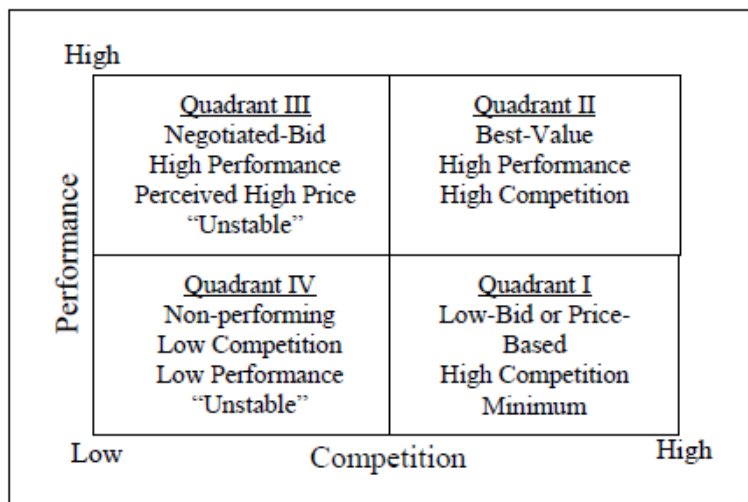 High
Quadrant III
Negotiated-Bid
High Performance
Perceived High Price
“Unstable”
Quadrant II
Best-Value
High Performance
High Competition
Performance
Quadrant IV
Non-performing
Low Competition
Low Performance
“Unstable”
Quadrant I
Low-Bid or Price-
Based
High Competition
Minimum
Low
Competition
High